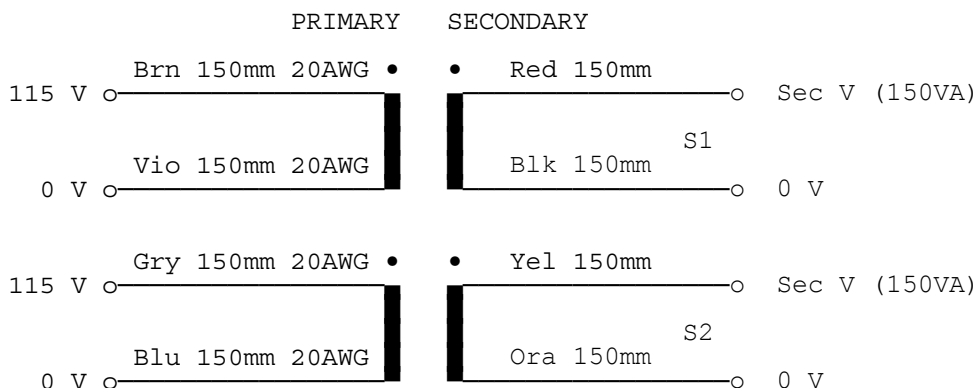 PRIMARY SECONDARY
Brn 150mm 20AWG • • Red 150mm
115 V Sec V (150VA)
S1
Vio 150mm 20AWG Blk 150mm
0 V 0 V
Gry 150mm 20AWG • • Yel 150mm
115 V Sec V (150VA)
S2
Blu 150mm 20AWG Ora 150mm
0 V 0 V